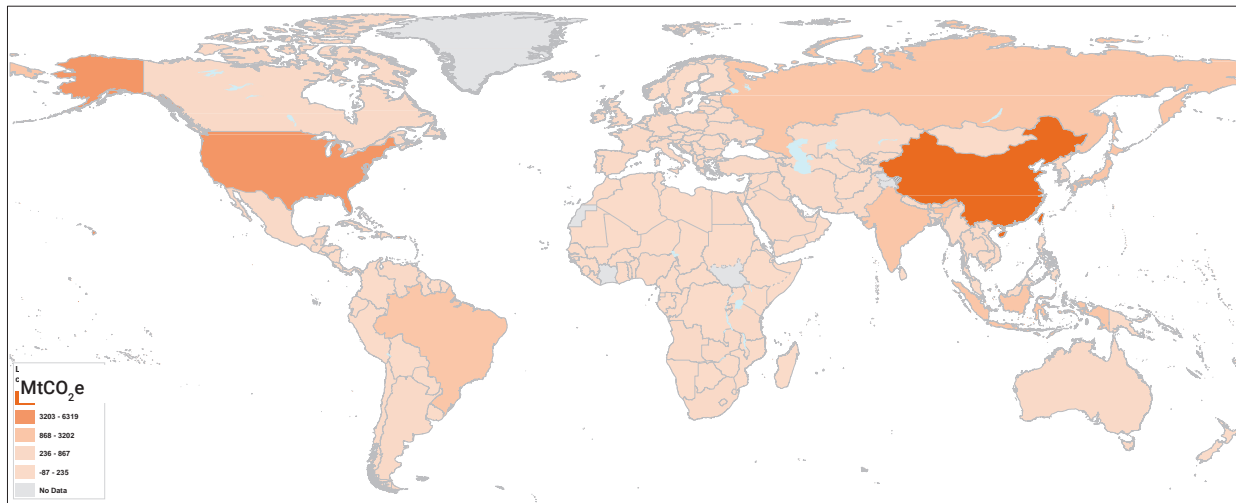 L
MtCO₂e
3203 - 6319
868 - 3202
236 - 867
-87 - 235
No Data